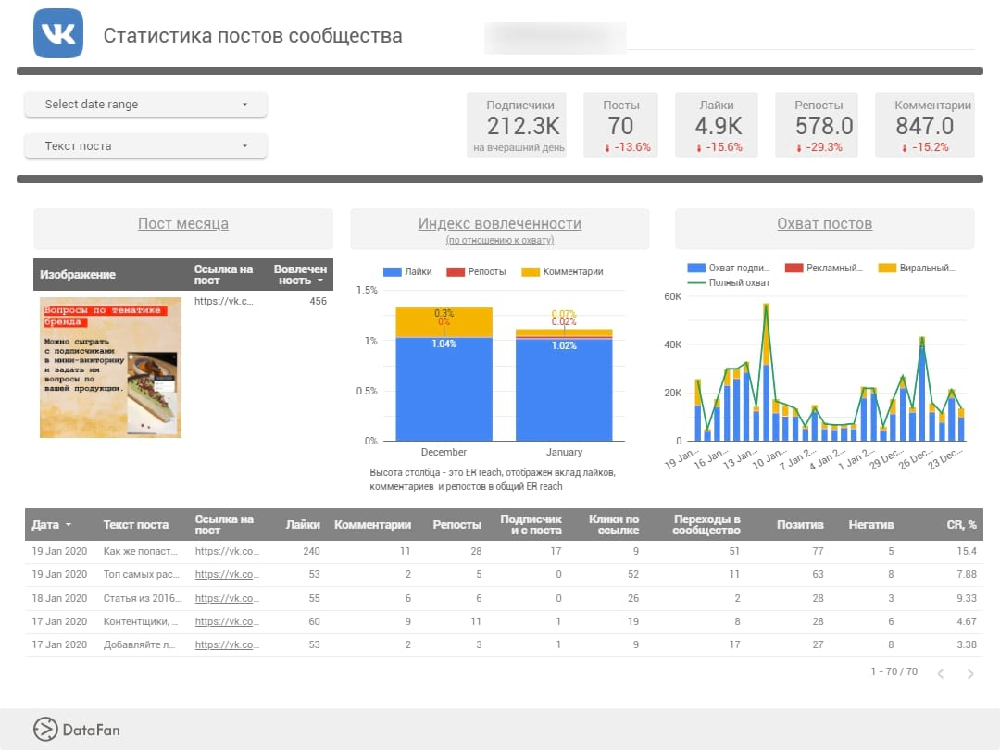 Статистика постов сообщества
Select date range
Текст поста
Подписчики
212.3K
на вчерашний день
Посты
70
-13.6%
Лайки
4.9K
-15.6%
Репосты
578.0
-29.3%
Комментарии
847.0
-15.2%
Пост месяца
Изображение
Ссылка на
пост
Вовлечен
ность
https://vk.c...
456
Вопросы по тематике
бренда
Можно сыграть
с подписчиками
в мини-викторину
и задать им
вопросы по
вашей продукции.
Индекс вовлеченности
(по отношению к охвату)
Лайки Репосты Комментарии
1.5%
1%
0.5%
0%
0.3%
0%
1.04%
0.07%
0.02%
1.02%
December January
Высота столбца - это ER reach, отображен вклад лайков,
комментариев и репостов в общий ER reach
Охват постов
Охват подпи... Рекламный... Виральный...
Полный охват
60K
40K
20K
0
19 Jan... 16 Jan... 13 Jan... 10 Jan... 7 Jan 2... 4 Jan 2... 1 Jan 2... 29 Dec... 26 Dec... 23 Dec...
Дата Текст поста Ссылка на
пост Лайки Комментарии Репосты Подписчик
и с поста Клики по
ссылке Переходы в
сообщество Позитив Негатив CR, %
19 Jan 2020 Как же попаст... https://vk.co... 240 11 28 17 9 51 77 5 15.4
19 Jan 2020 Топ самых рас... https://vk.co... 53 2 5 0 52 11 63 8 7.88
18 Jan 2020 Статья из 2016... https://vk.co... 55 6 6 0 26 2 28 3 9.33
17 Jan 2020 Контентщики, ... https://vk.co... 60 9 11 1 19 8 28 6 4.67
17 Jan 2020 Добавляйте л... https://vk.co... 53 2 3 1 9 17 27 8 3.38
1 - 70 / 70
DataFan